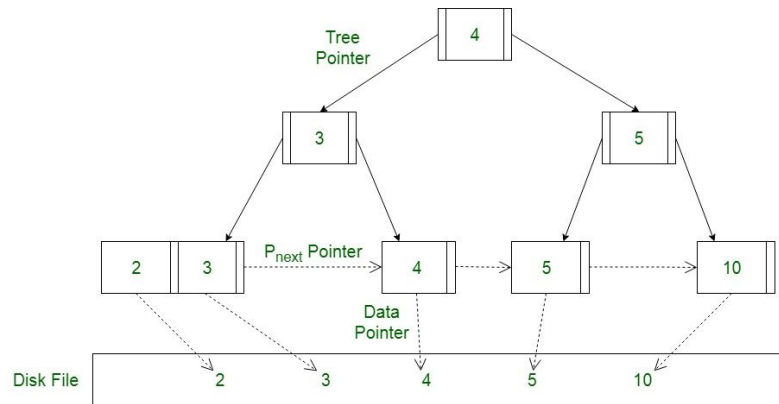 4
Tree
Pointer
3
5
2 3 P_next Pointer 4 5 10
Data
Pointer
Disk File 2 3 4 5 10